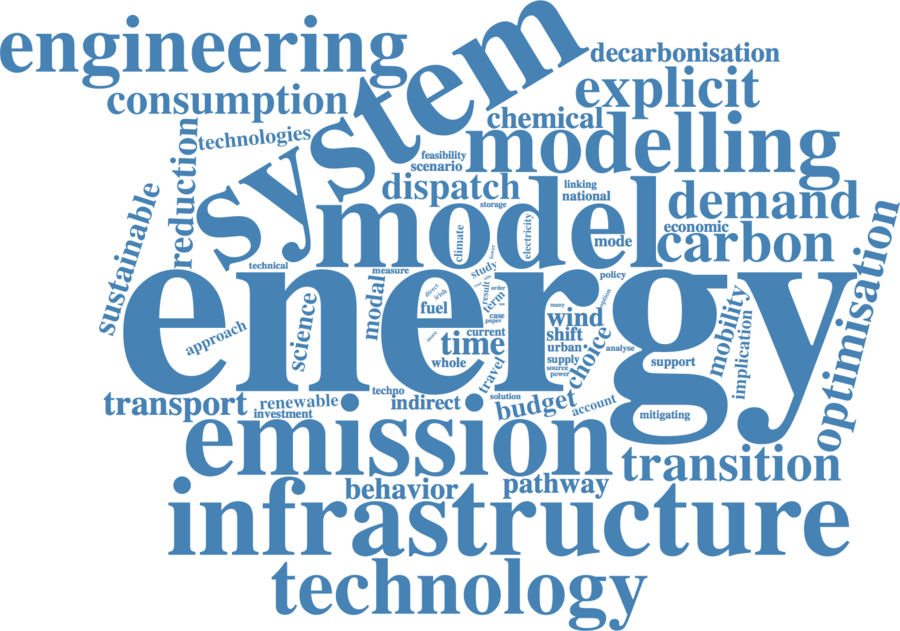 engineering
system
decarbonisation
consumption
explicit
chemical
modelling
reduction
technologies
feasibility
scenario
dispatch
linking
national
storage
demand
economic
carbon
sustainable
model
climate
electricity
mode
optimisation
energy
technical
measure
study
policy
direct
irish
fuel
result
order
term
case
paper
many
wind
option
mobility
implication
approach
science
modal
current
time
whole
shift
urban
supply
source
power
choice
analyse
support
travel
transport
renewable
investment
techno
indirect
solution
budget
account
mitigating
emission
transition
behavior
pathway
infrastructure
technology